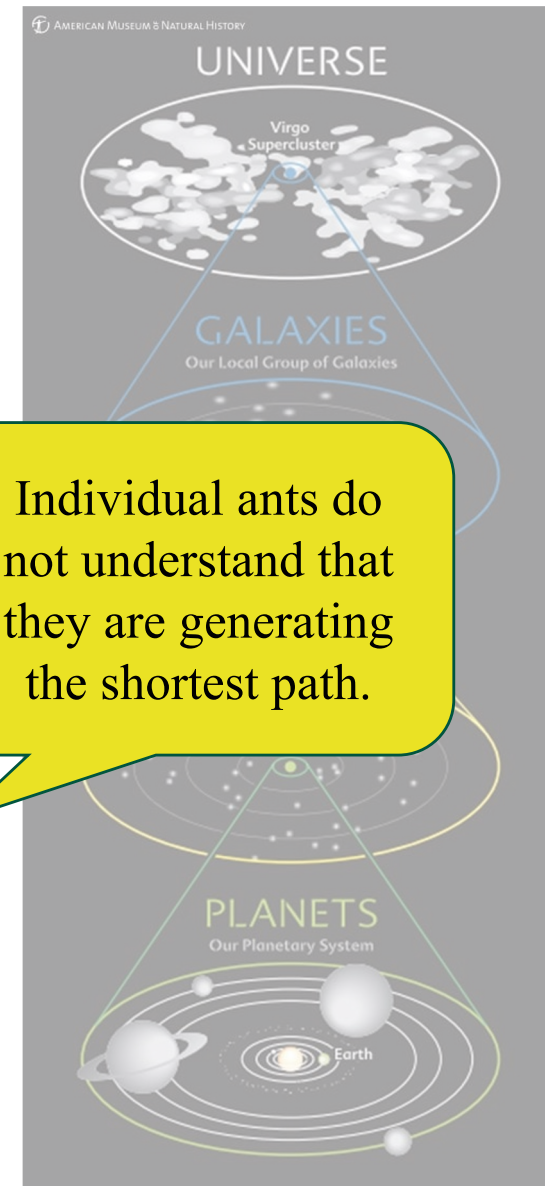 AMERICAN MUSEUM OF NATURAL HISTORY
UNIVERSE
Virgo
Supercluster
GALAXIES
Our Local Group of Galaxies
Individual ants do
not understand that
they are generating
the shortest path.
PLANETS
Our Planetary System
Earth